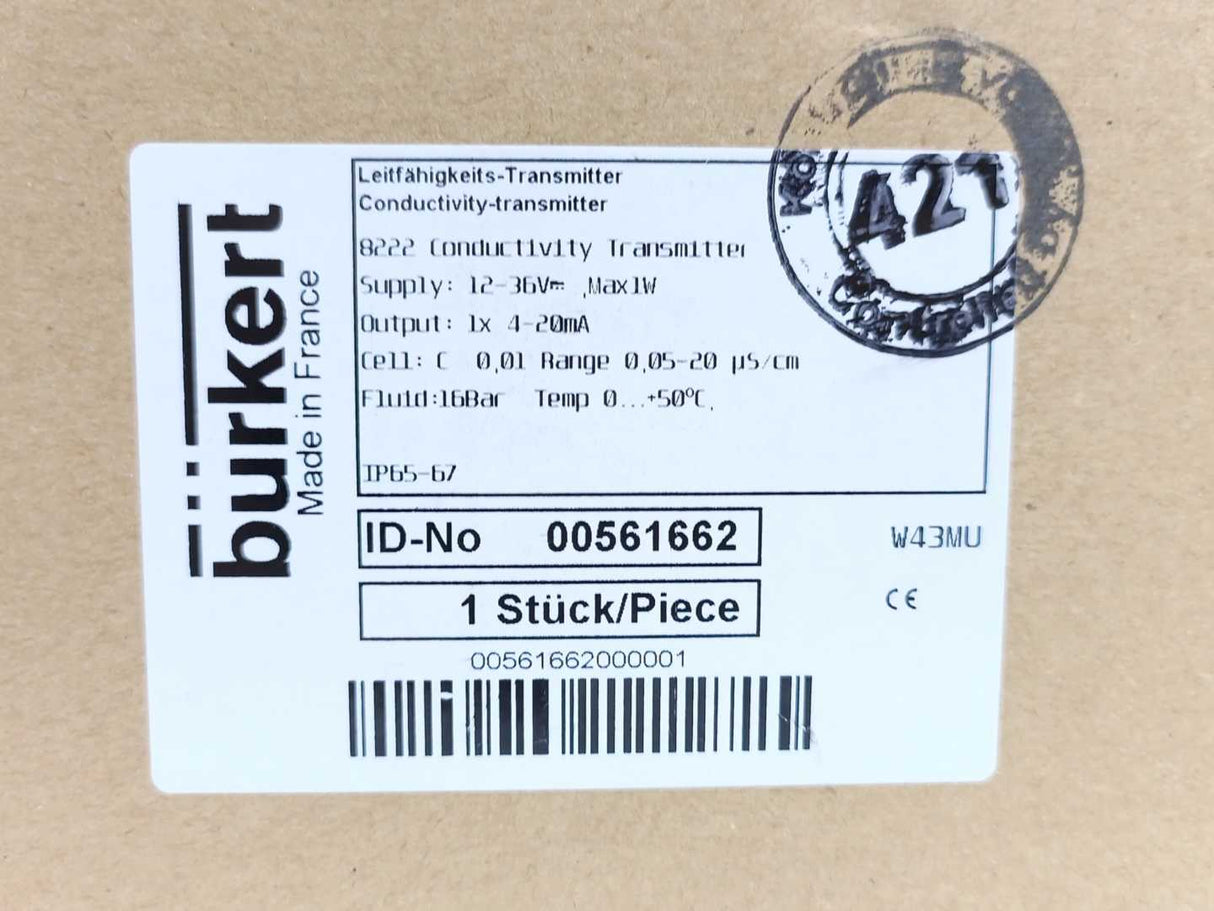 bürkert
Made in France
Leitfähigkeits-Transmitter
Conductivity-transmitter
8222 Conductivity Transmitter
Supply: 12-36V⎓ ,Max1W
Output: 1x 4-20mA
Cell: C 0,01 Range 0,05-20 µS/cm
Fluid:16Bar Temp 0...+50ºC,
IP65-67
ID-No 00561662
W43MU
1 Stück/Piece
CE
00561662000001
427